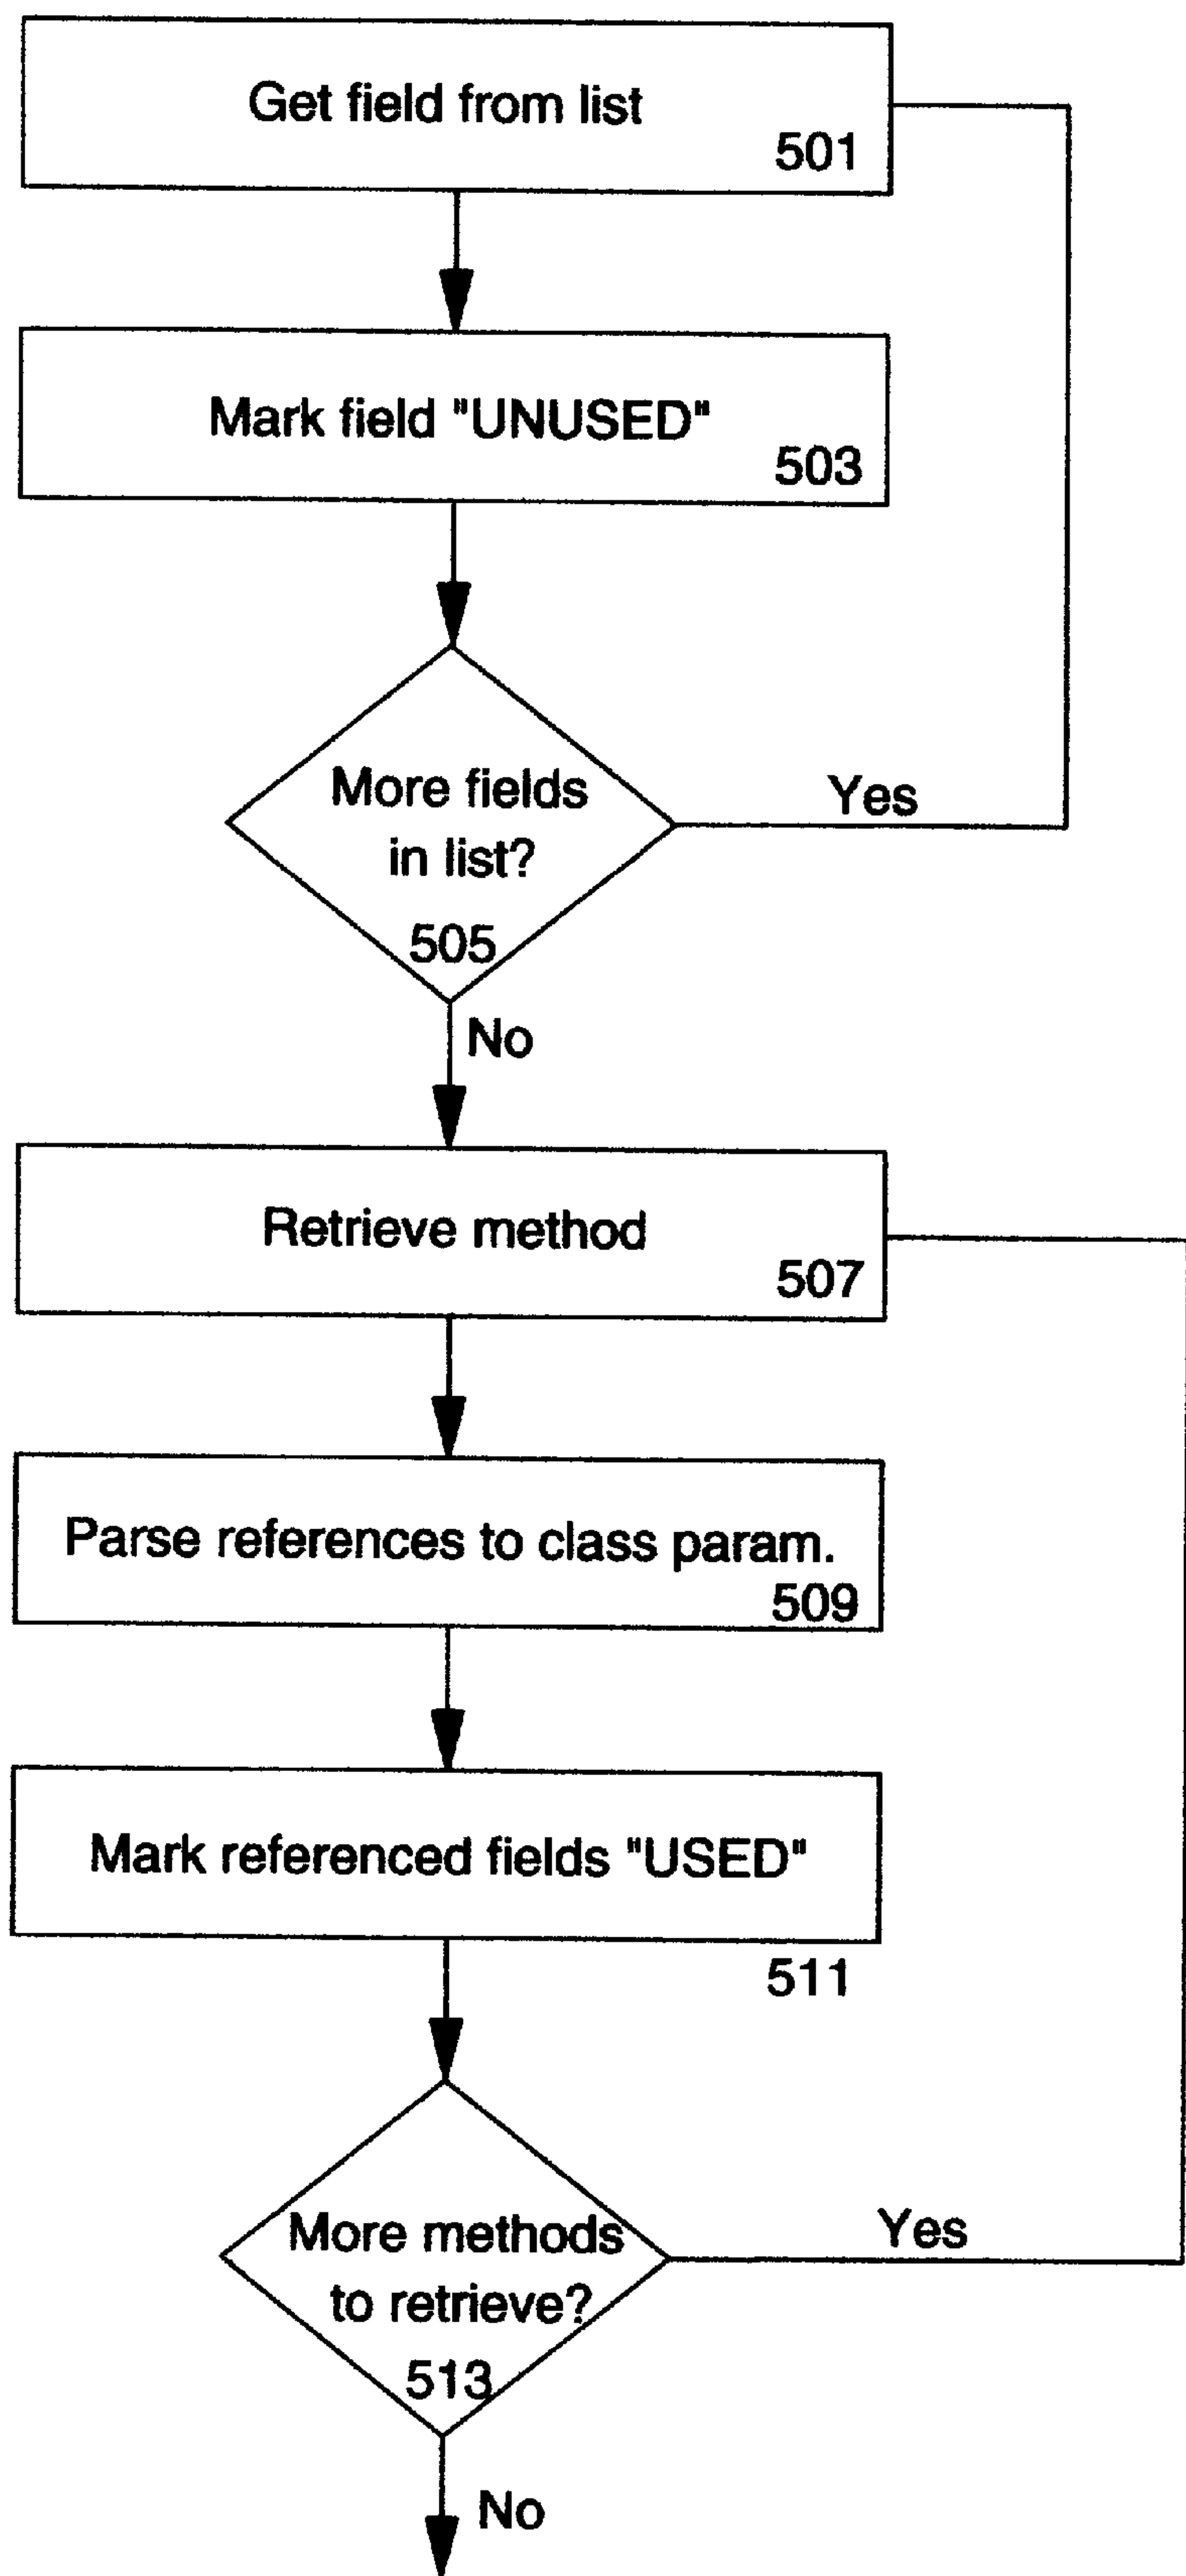 Get field from list
501
Mark field "UNUSED"
503
More fields
in list?
505
Yes
No
Retrieve method
507
Parse references to class param.
509
Mark referenced fields "USED"
511
More methods
to retrieve?
513
Yes
No